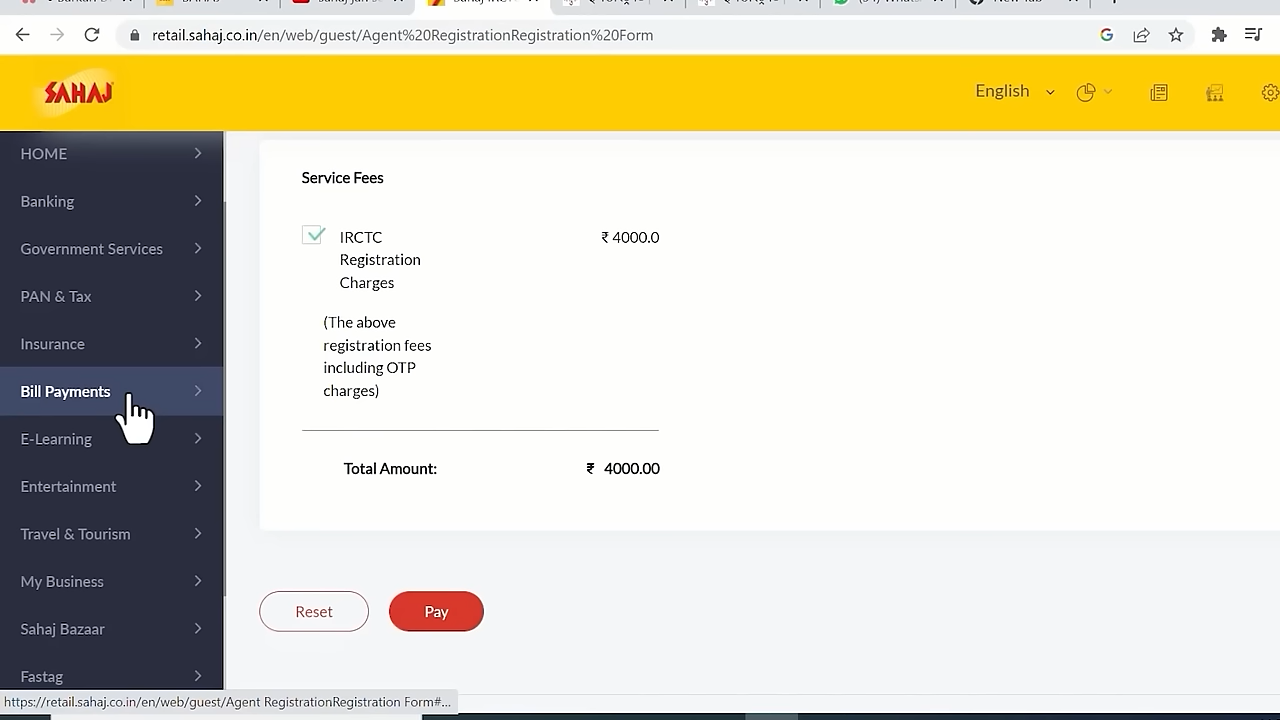 retail.sahaj.co.in/en/web/guest/Agent%20RegistrationRegistration%20Form
SAHAJ
English
HOME
Banking
Government Services
PAN & Tax
Insurance
Bill Payments
E-Learning
Entertainment
Travel & Tourism
My Business
Sahaj Bazaar
Fastag
Service Fees
IRCTC ₹ 4000.0
Registration
Charges
(The above
registration fees
including OTP
charges)
Total Amount: ₹ 4000.00
Reset
Pay
https://retail.sahaj.co.in/en/web/guest/Agent RegistrationRegistration Form#...